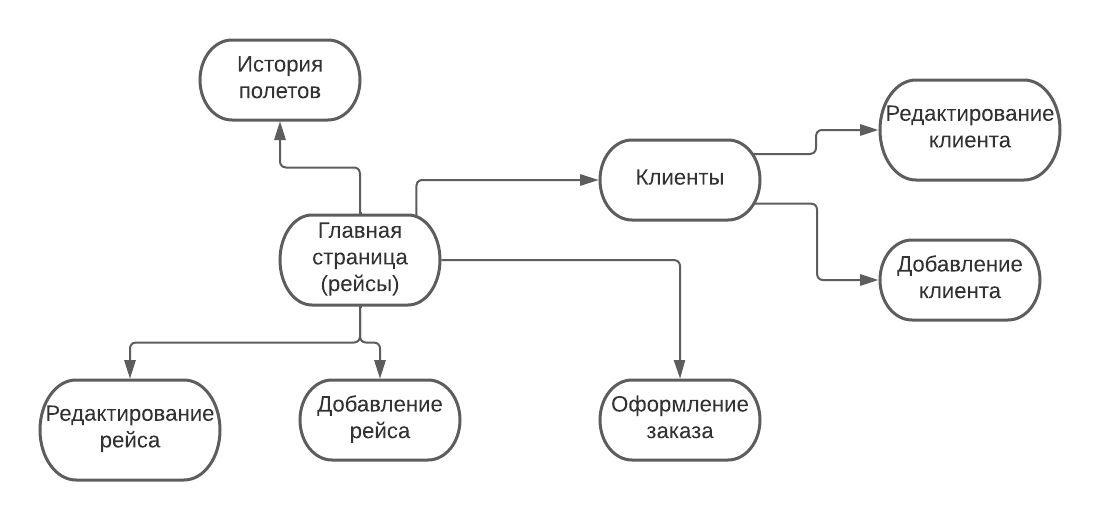 История
полетов
Редактирование
клиента
Клиенты
Главная
страница
(рейсы)
Добавление
клиента
Редактирование
рейса
Добавление
рейса
Оформление
заказа